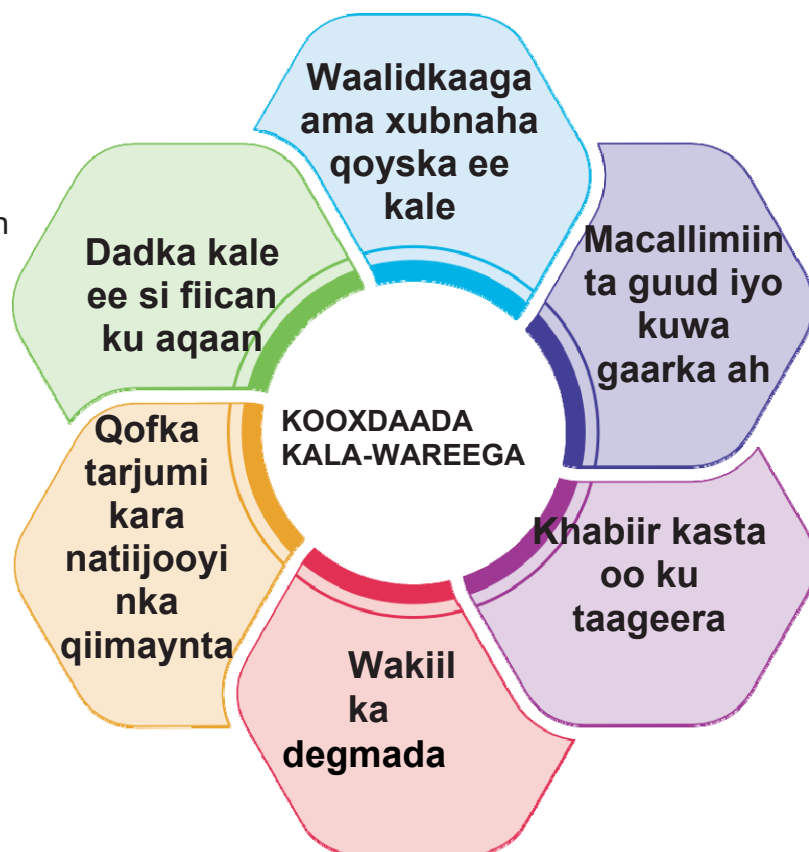 Waalidkaaga
ama xubnaha
qoyska ee
kale
Macallimiin
ta guud iyo
kuwa
gaarka ah
Khabiir kasta
oo ku
taageera
Wakiil
ka
degmada
Qofka
tarjumi
kara
natiijooyi
nka
qiimaynta
Dadka kale
ee si fiican
ku aqaan
KOOXDAADA
KALA-WAREEGA